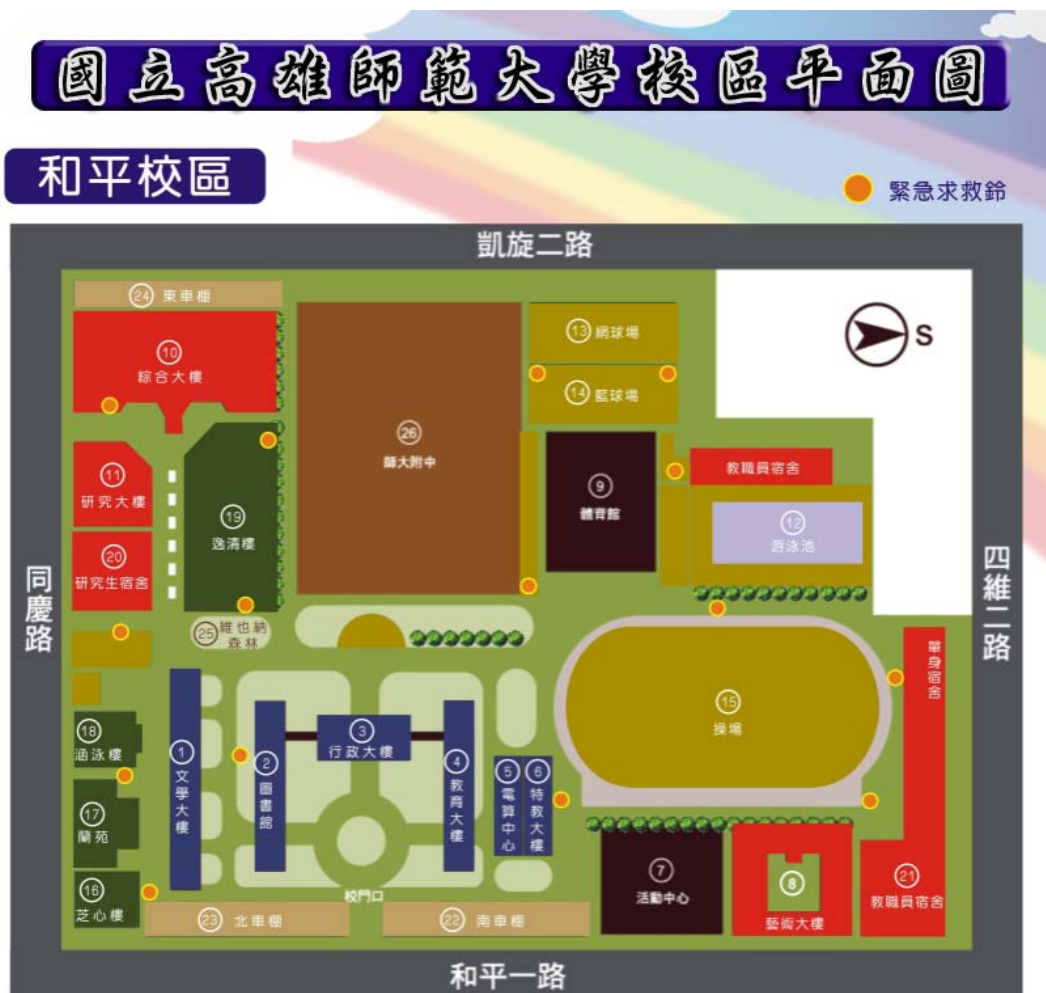 國立高雄師範大學校區平面圖
和平校區
緊急求救鈴
凱旋二路
24 東車棚
10
綜合大樓
13 網球場
S
14 籃球場
26
師大附中
9
體育館
教職員宿舍
11
研究大樓
19
逸清樓
12
游泳池
20
研究生宿舍
同慶路
四維二路
25 維也納
森林
單身宿舍
15
操場
18
涵泳樓
1 文學大樓
2 圖書館
3
行政大樓
4 教育大樓
5 電算中心
6 特教大樓
17
蘭苑
16
芝心樓
7
活動中心
8
藝術大樓
21
教職員宿舍
校門口
23 北車棚
22 南車棚
和平一路